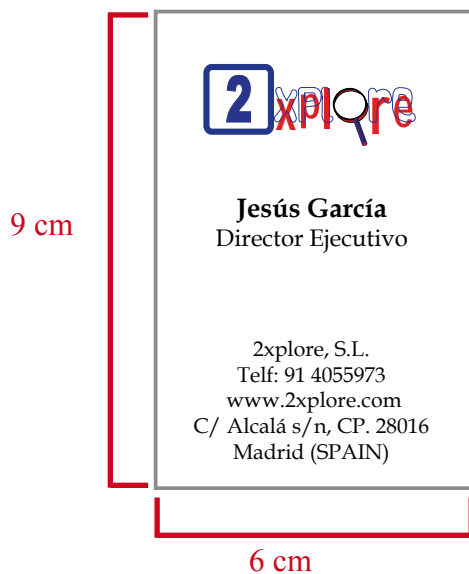 2xplore
Jesús García
Director Ejecutivo
9 cm
2xplore, S.L.
Telf: 91 4055973
www.2xplore.com
C/ Alcalá s/n, CP. 28016
Madrid (SPAIN)
6 cm